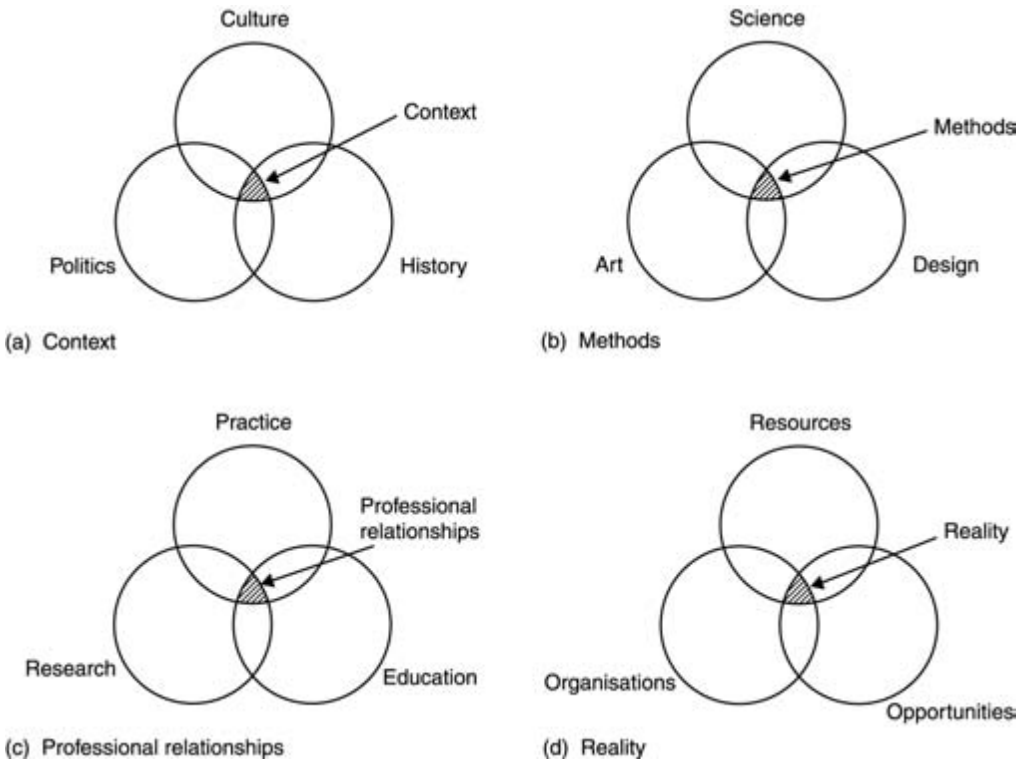 Culture
Context
Politics
History
(a) Context
Science
Methods
Art
Design
(b) Methods
Practice
Professional
relationships
Research
Education
(c) Professional relationships
Resources
Reality
Organisations
Opportunities
(d) Reality